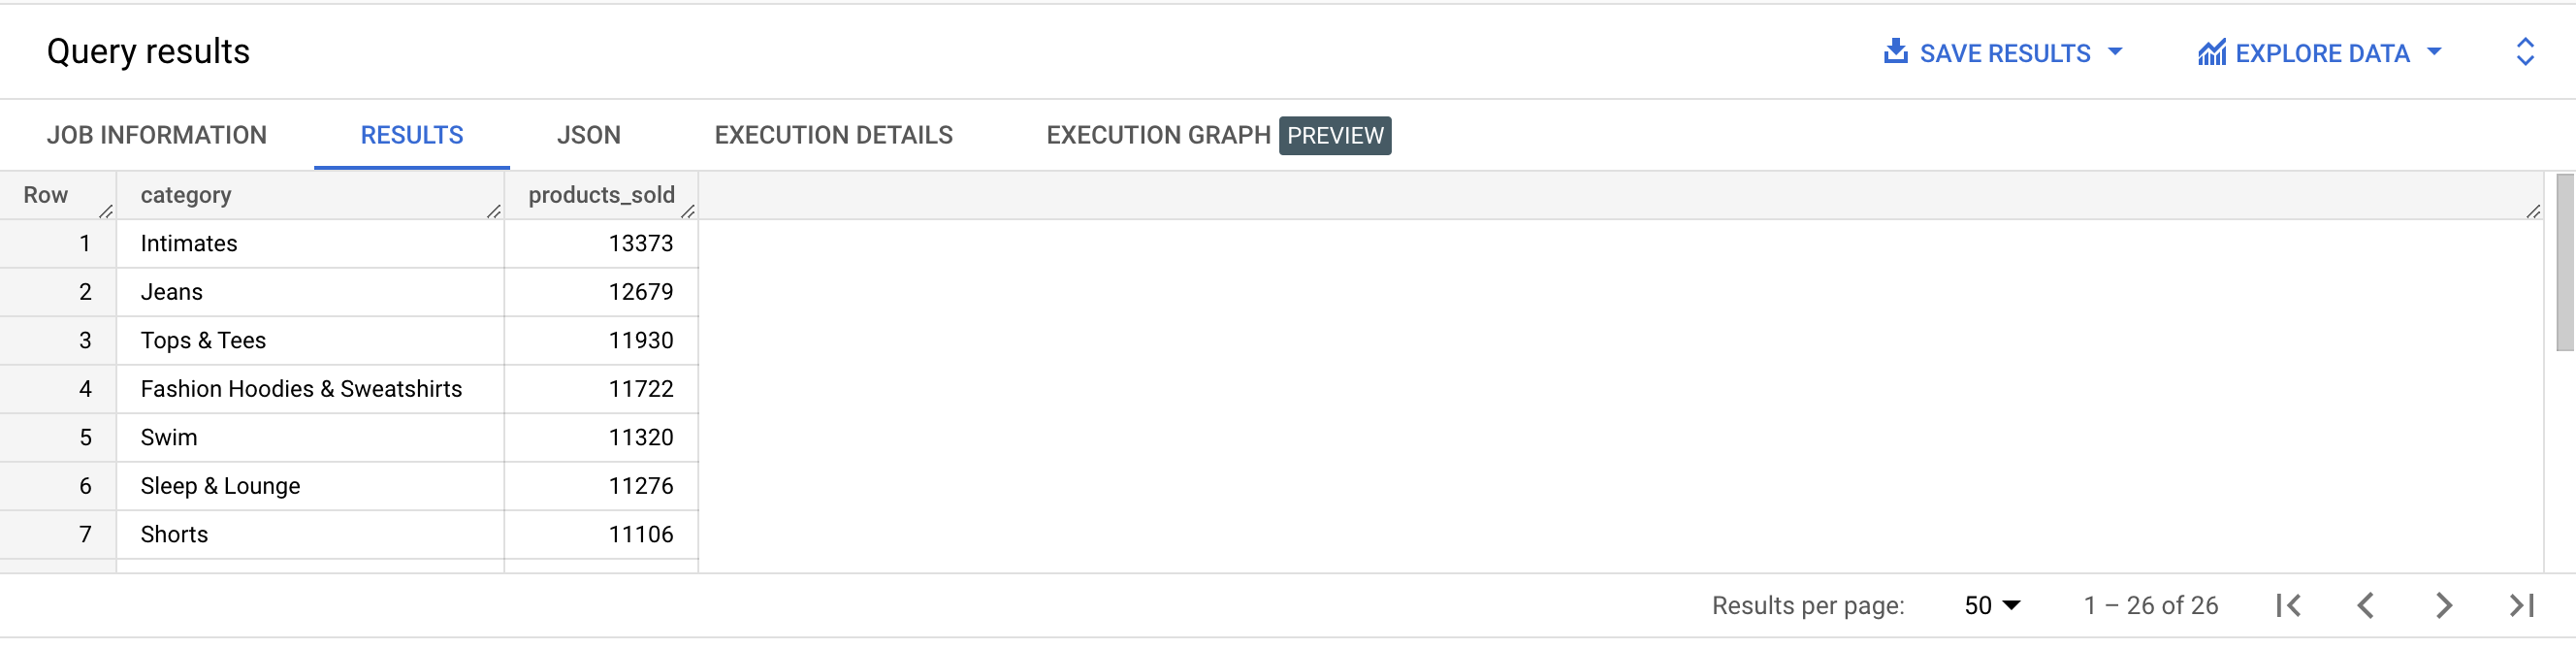 Query results SAVE RESULTS EXPLORE DATA
JOB INFORMATION RESULTS JSON EXECUTION DETAILS EXECUTION GRAPH PREVIEW
Row category products_sold
1 Intimates 13373
2 Jeans 12679
3 Tops & Tees 11930
4 Fashion Hoodies & Sweatshirts 11722
5 Swim 11320
6 Sleep & Lounge 11276
7 Shorts 11106
Results per page: 50 1 – 26 of 26